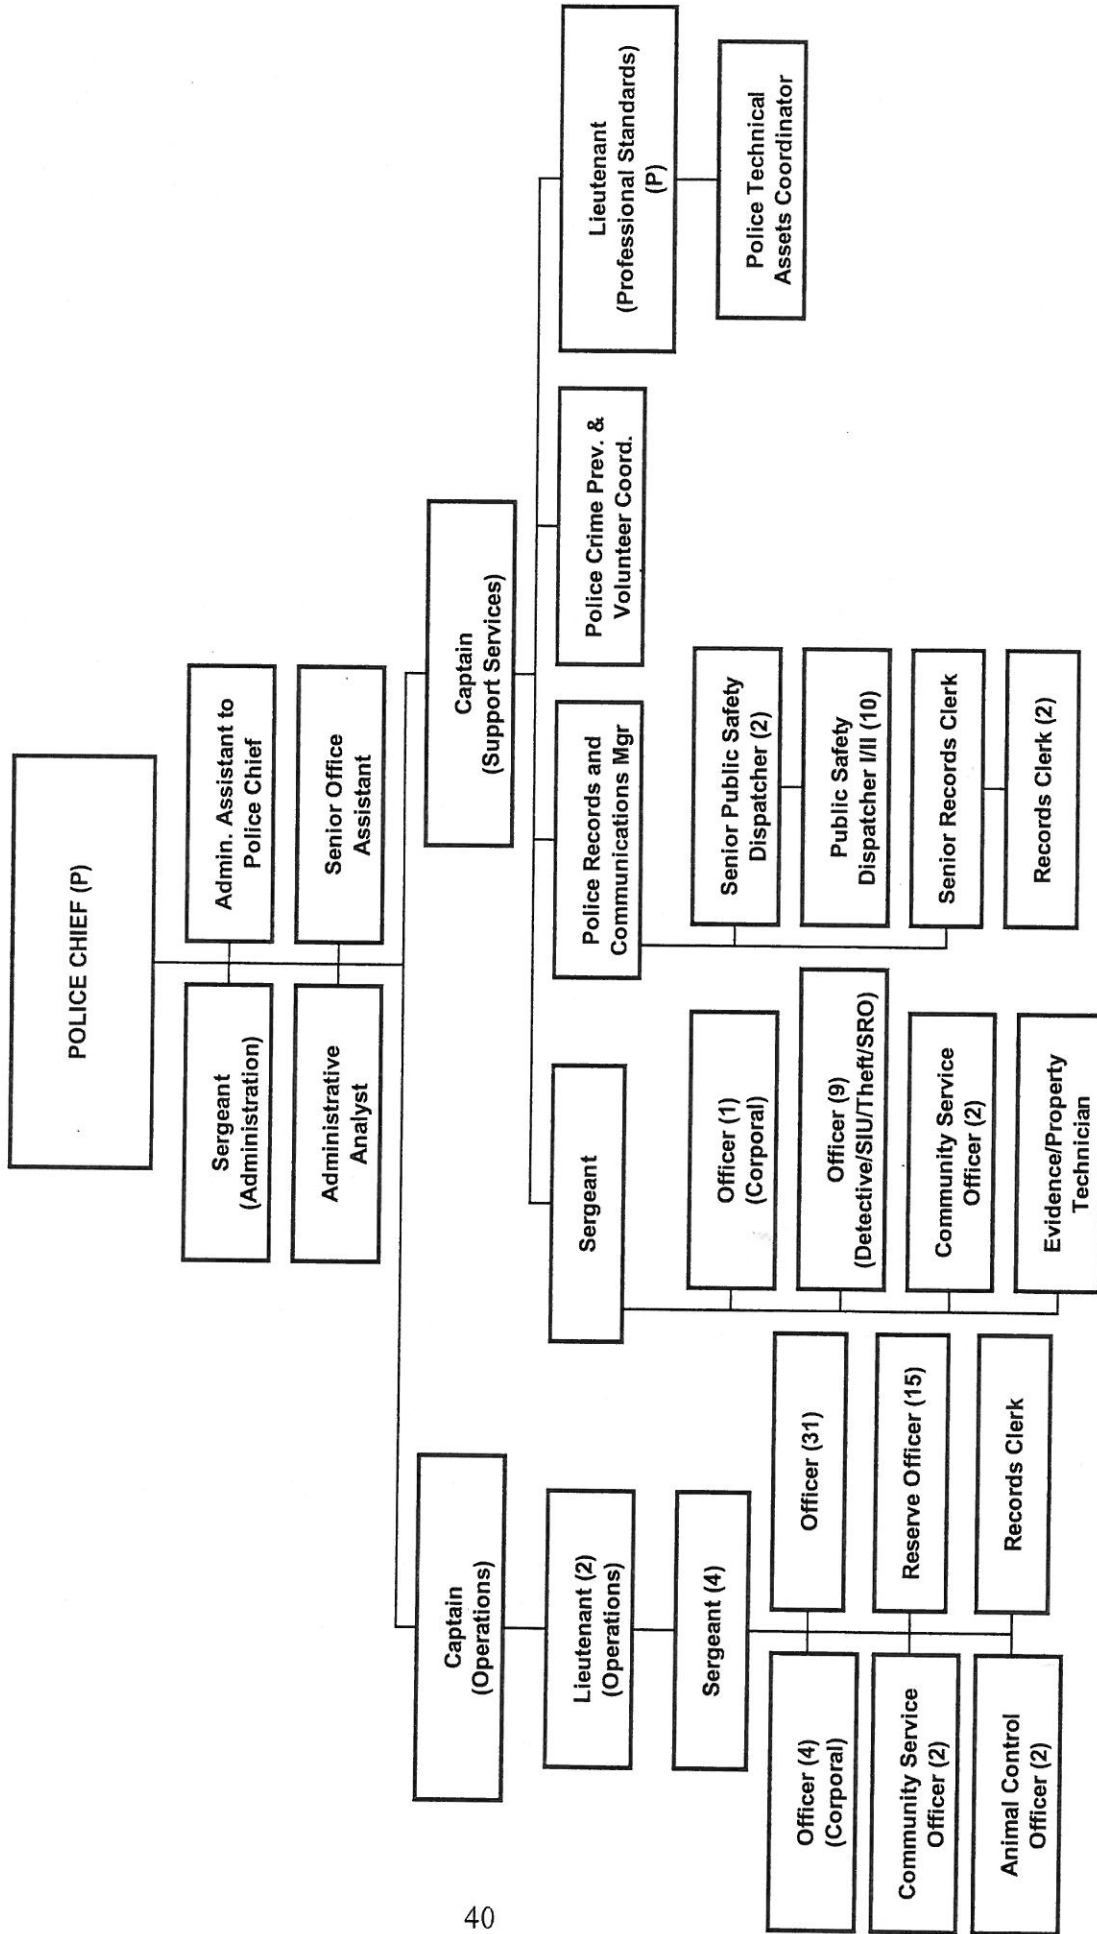 POLICE CHIEF (P)
Sergeant
(Administration)
Admin. Assistant to
Police Chief
Administrative
Analyst
Senior Office
Assistant
Captain
(Operations)
Captain
(Support Services)
Lieutenant (2)
(Operations)
Sergeant (4)
Officer (4)
(Corporal)
Officer (31)
Community Service
Officer (2)
Reserve Officer (15)
Animal Control
Officer (2)
Records Clerk
Sergeant
Officer (1)
(Corporal)
Officer (9)
(Detective/SIU/Theft/SRO)
Community Service
Officer (2)
Evidence/Property
Technician
Police Records and
Communications Mgr
Senior Public Safety
Dispatcher (2)
Public Safety
Dispatcher I/II (10)
Senior Records Clerk
Records Clerk (2)
Police Crime Prev. &
Volunteer Coord.
Lieutenant
(Professional Standards)
(P)
Police Technical
Assets Coordinator
40